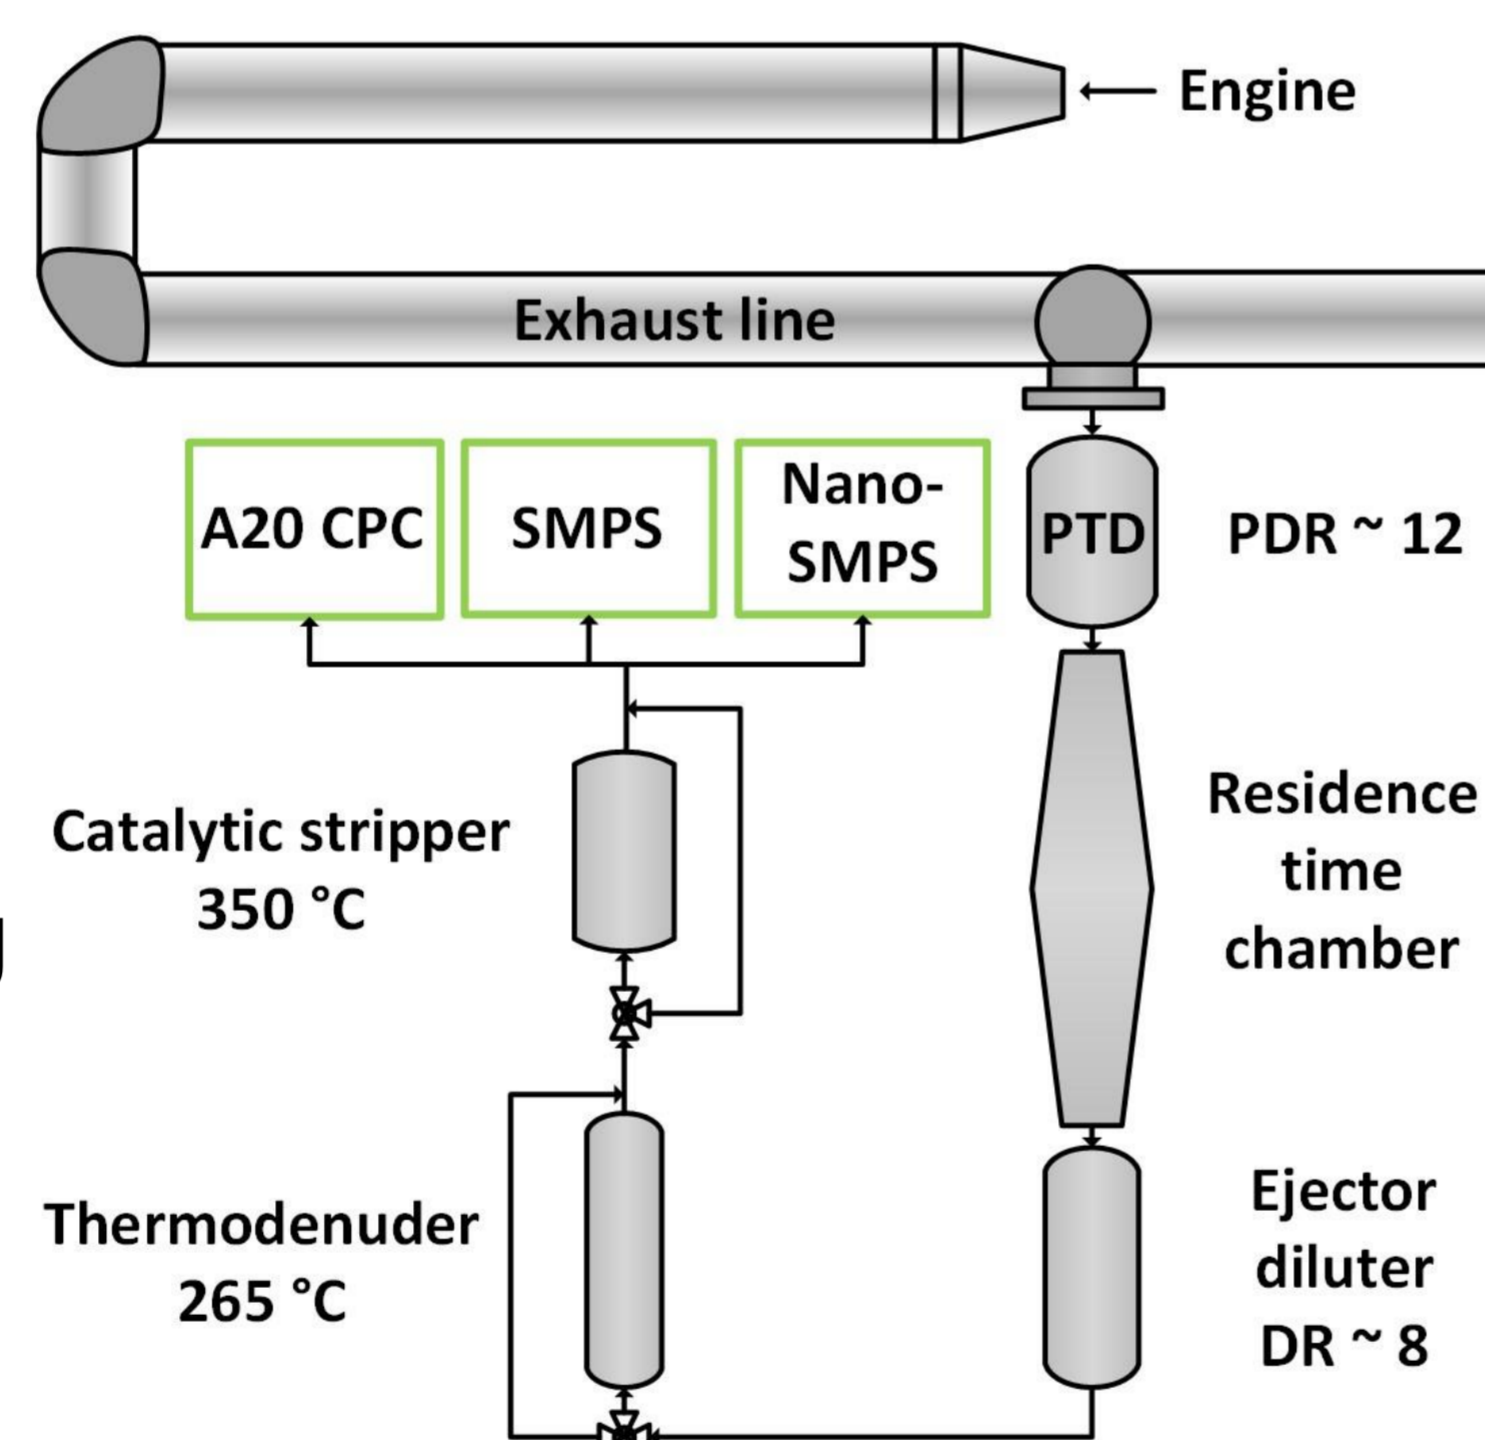 Engine
Exhaust line
A20 CPC
SMPS
Nano-
SMPS
PTD
PDR ~ 12
Catalytic stripper
350 °C
Residence
time
chamber
Thermodenuder
265 °C
Ejector
diluter
DR ~ 8